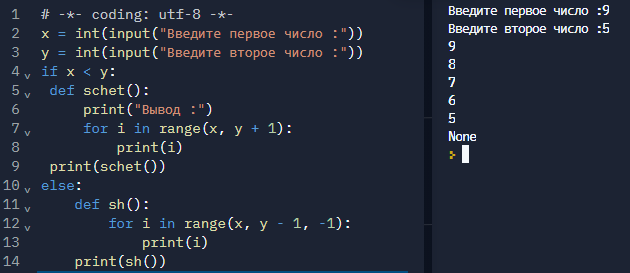 1 # -*- coding: utf-8 -*-
2 x = int(input("Введите первое число :"))
3 y = int(input("Введите второе число :"))
4 if x < y:
5 def schet():
6 print("Вывод :")
7 for i in range(x, y + 1):
8 print(i)
9 print(schet())
10 else:
11 def sh():
12 for i in range(x, y - 1, -1):
13 print(i)
14 print(sh())
Введите первое число :9
Введите второе число :5
9
8
7
6
5
None